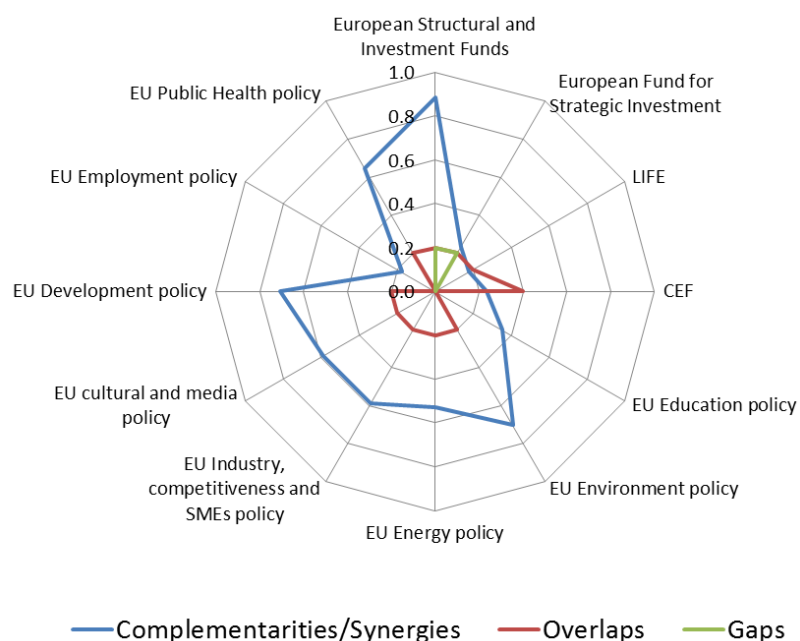 European Structural and
Investment Funds
European Fund for
Strategic Investment
LIFE
CEF
EU Education policy
EU Environment policy
EU Energy policy
EU Industry,
competitiveness and
SMEs policy
EU cultural and media
policy
EU Development policy
EU Employment policy
EU Public Health policy
1.0
0.8
0.6
0.4
0.2
0.0
Complementarities/Synergies
Overlaps
Gaps